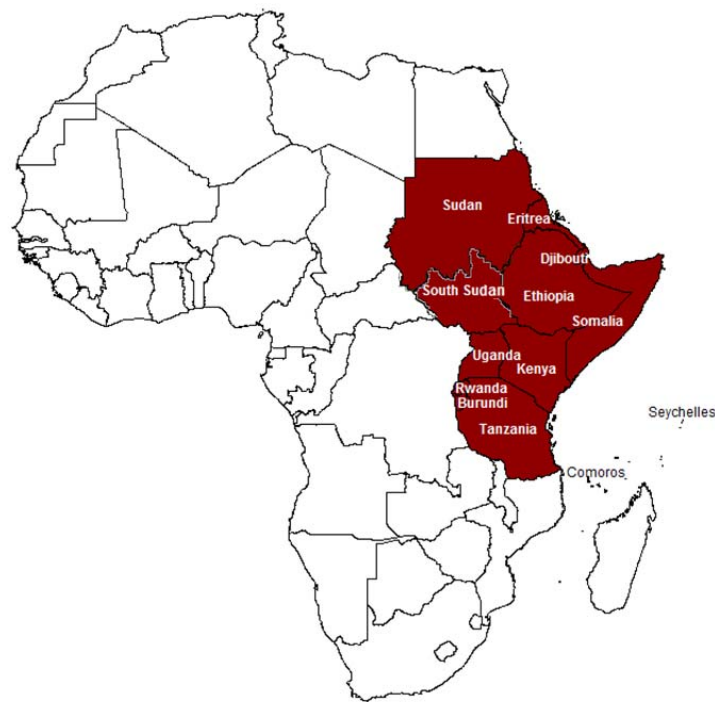 Sudan
Eritrea
Djibouti
South Sudan
Ethiopia
Somalia
Uganda
Kenya
Rwanda
Burundi
Tanzania
Seychelles
Comoros